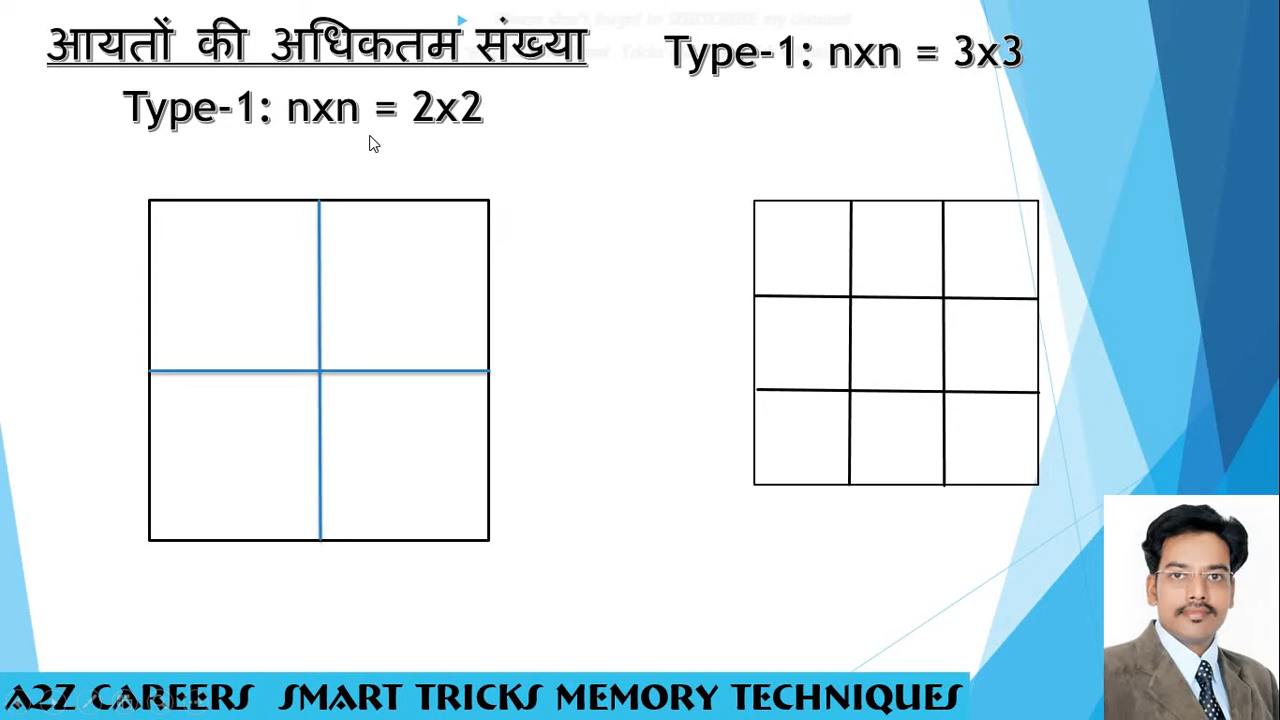 आयतों की अधिकतम संख्या
Type-1: nxn = 2x2
Type-1: nxn = 3x3
A2Z CAREERS SMART TRICKS MEMORY TECHNIQUES